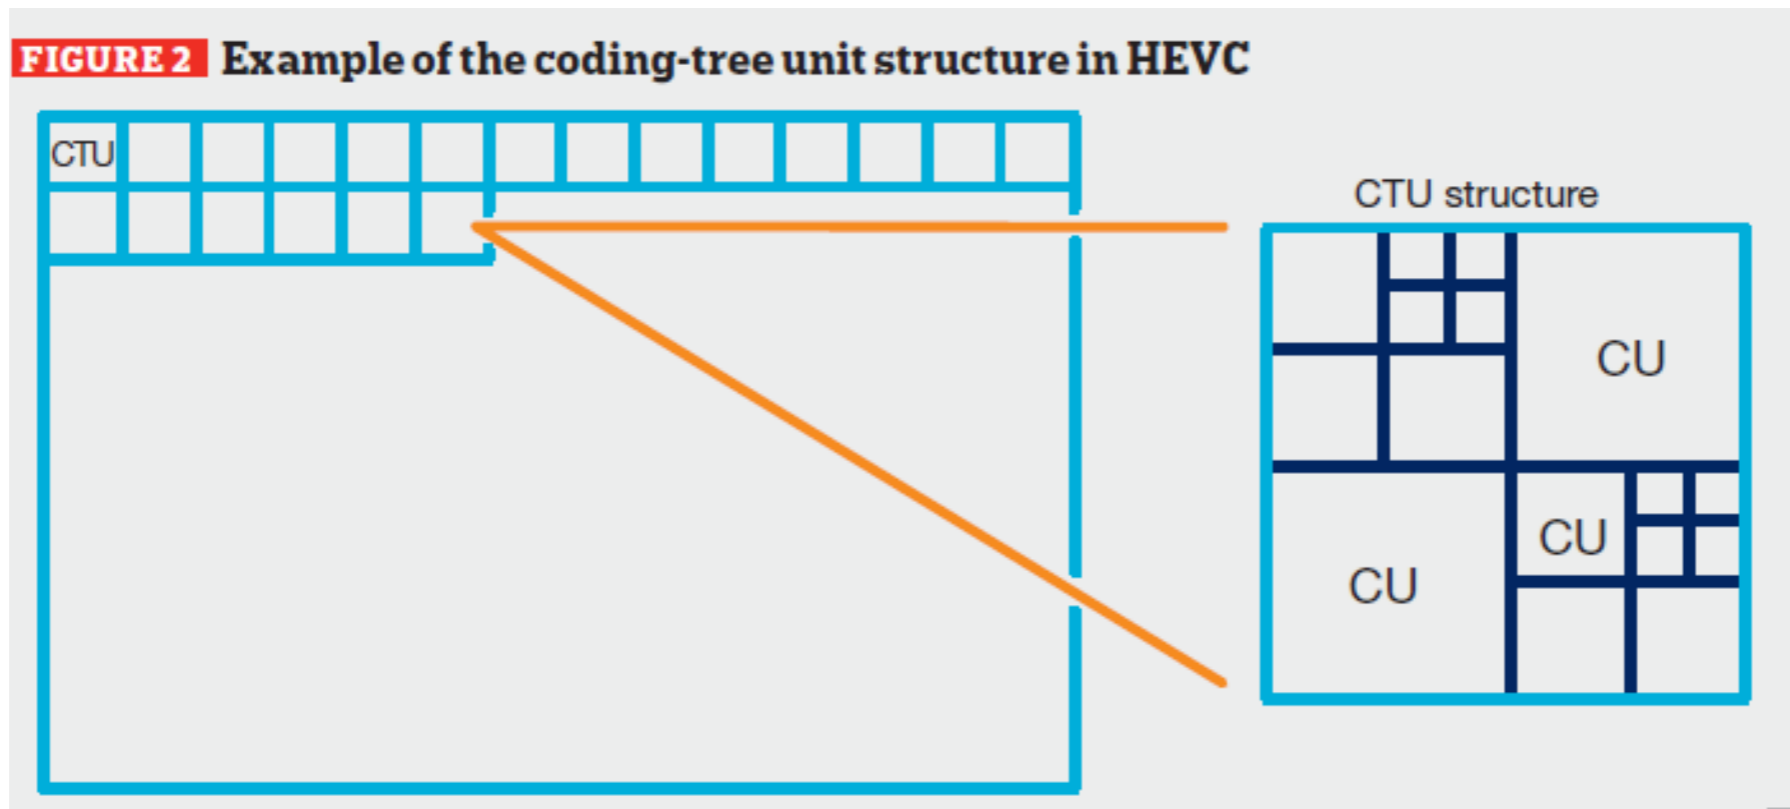 FIGURE 2 Example of the coding-tree unit structure in HEVC
CTU
CTU structure
CU
CU
CU